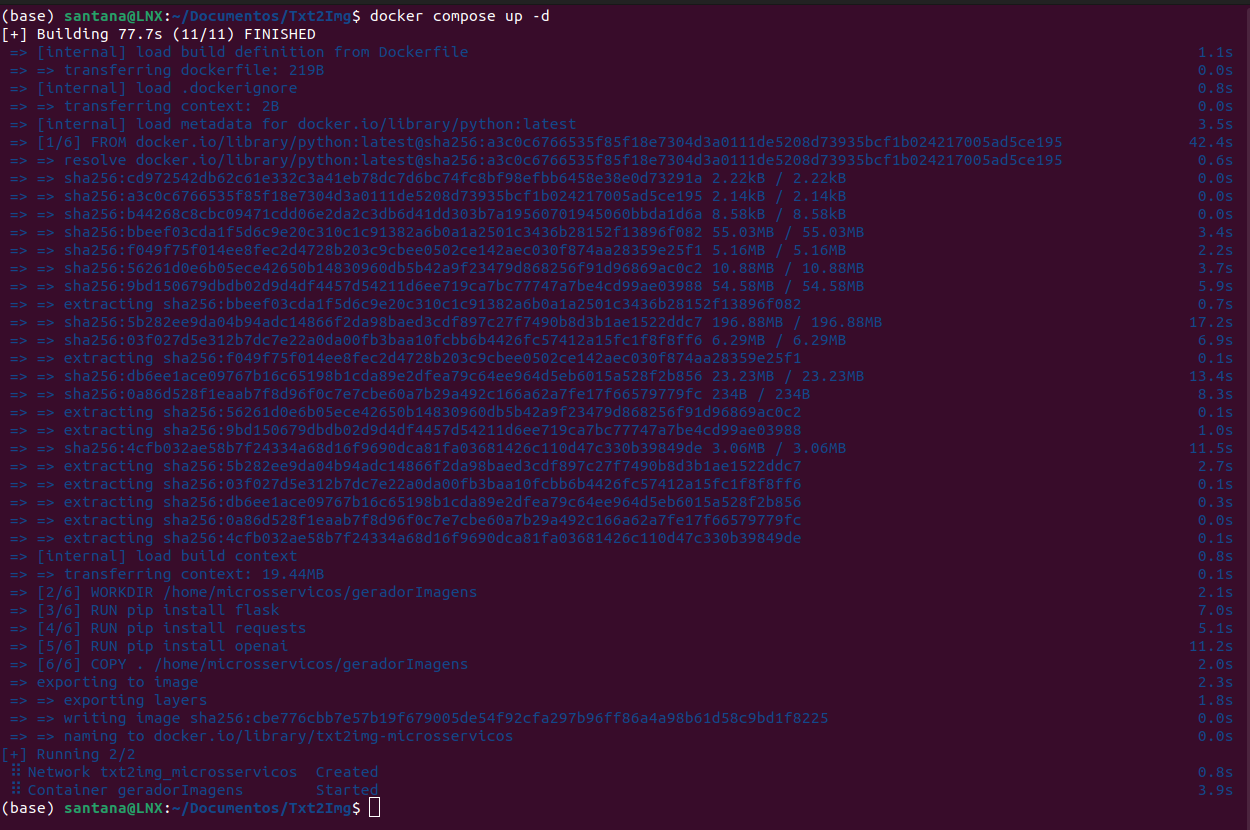 (base) santana@LNX:~/Documentos/Txt2Img$ docker compose up -d
[+] Building 77.7s (11/11) FINISHED
=> [internal] load build definition from Dockerfile 1.1s
=> => transferring dockerfile: 219B 0.0s
=> [internal] load .dockerignore 0.8s
=> => transferring context: 2B 0.0s
=> [internal] load metadata for docker.io/library/python:latest 3.5s
=> [1/6] FROM docker.io/library/python:latest@sha256:a3c0c6766535f85f18e7304d3a0111de5208d73935bcf1b024217005ad5ce195 42.4s
=> => resolve docker.io/library/python:latest@sha256:a3c0c6766535f85f18e7304d3a0111de5208d73935bcf1b024217005ad5ce195 0.6s
=> => sha256:cd972542db62c61e332c3a41eb78dc7d6bc74fc8bf98efbb6458e38e0d73291a 2.22kB / 2.22kB 0.0s
=> => sha256:a3c0c6766535f85f18e7304d3a0111de5208d73935bcf1b024217005ad5ce195 2.14kB / 2.14kB 0.0s
=> => sha256:b44268c8cbc09471cdd06e2da2c3db6d41dd303b7a19560701945060bbda1d6a 8.58kB / 8.58kB 0.0s
=> => sha256:bbeef03cda1f5d6c9e20c310c1c91382a6b0a1a2501c3436b28152f13896f082 55.03MB / 55.03MB 3.4s
=> => sha256:f049f75f014ee8fec2d4728b203c9cbee0502ce142aec030f874aa28359e25f1 5.16MB / 5.16MB 2.2s
=> => sha256:56261d0e6b05ece42650b14830960db5b42a9f23479d868256f91d96869ac0c2 10.88MB / 10.88MB 3.7s
=> => sha256:9bd150679dbdb02d9d4df4457d54211d6ee719ca7bc77747a7be4cd99ae03988 54.58MB / 54.58MB 5.9s
=> => extracting sha256:bbeef03cda1f5d6c9e20c310c1c91382a6b0a1a2501c3436b28152f13896f082 0.7s
=> => sha256:5b282ee9da04b94adc14866f2da98baed3cdf897c27f7490b8d3b1ae1522ddc7 196.88MB / 196.88MB 17.2s
=> => sha256:03f027d5e312b7dc7e22a0da00fb3baa10fcbb6b4426fc57412a15fc1f8f8ff6 6.29MB / 6.29MB 6.9s
=> => extracting sha256:f049f75f014ee8fec2d4728b203c9cbee0502ce142aec030f874aa28359e25f1 0.1s
=> => sha256:db6ee1ace09767b16c65198b1cda89e2dfea79c64ee964d5eb6015a528f2b856 23.23MB / 23.23MB 13.4s
=> => sha256:0a86d528f1eaab7f8d96f0c7e7cbe60a7b29a492c166a62a7fe17f66579779fc 234B / 234B 8.3s
=> => extracting sha256:56261d0e6b05ece42650b14830960db5b42a9f23479d868256f91d96869ac0c2 0.1s
=> => extracting sha256:9bd150679dbdb02d9d4df4457d54211d6ee719ca7bc77747a7be4cd99ae03988 1.0s
=> => sha256:4cfb032ae58b7f24334a68d16f9690dca81fa03681426c110d47c330b39849de 3.06MB / 3.06MB 11.5s
=> => extracting sha256:5b282ee9da04b94adc14866f2da98baed3cdf897c27f7490b8d3b1ae1522ddc7 2.7s
=> => extracting sha256:03f027d5e312b7dc7e22a0da00fb3baa10fcbb6b4426fc57412a15fc1f8f8ff6 0.1s
=> => extracting sha256:db6ee1ace09767b16c65198b1cda89e2dfea79c64ee964d5eb6015a528f2b856 0.3s
=> => extracting sha256:0a86d528f1eaab7f8d96f0c7e7cbe60a7b29a492c166a62a7fe17f66579779fc 0.0s
=> => extracting sha256:4cfb032ae58b7f24334a68d16f9690dca81fa03681426c110d47c330b39849de 0.1s
=> [internal] load build context 0.8s
=> => transferring context: 19.44MB 0.1s
=> [2/6] WORKDIR /home/microsservicos/geradorImagens 2.1s
=> [3/6] RUN pip install flask 7.0s
=> [4/6] RUN pip install requests 5.1s
=> [5/6] RUN pip install openai 11.2s
=> [6/6] COPY . /home/microsservicos/geradorImagens 2.0s
=> exporting to image 2.3s
=> => exporting layers 1.8s
=> => writing image sha256:cbe776cbb7e57b19f679005de54f92cfa297b96ff86a4a98b61d58c9bd1f8225 0.0s
=> => naming to docker.io/library/txt2img-microsservicos 0.0s
[+] Running 2/2
⠿ Network txt2img_microsservicos Created 0.8s
⠿ Container geradorImagens Started 3.9s
(base) santana@LNX:~/Documentos/Txt2Img$